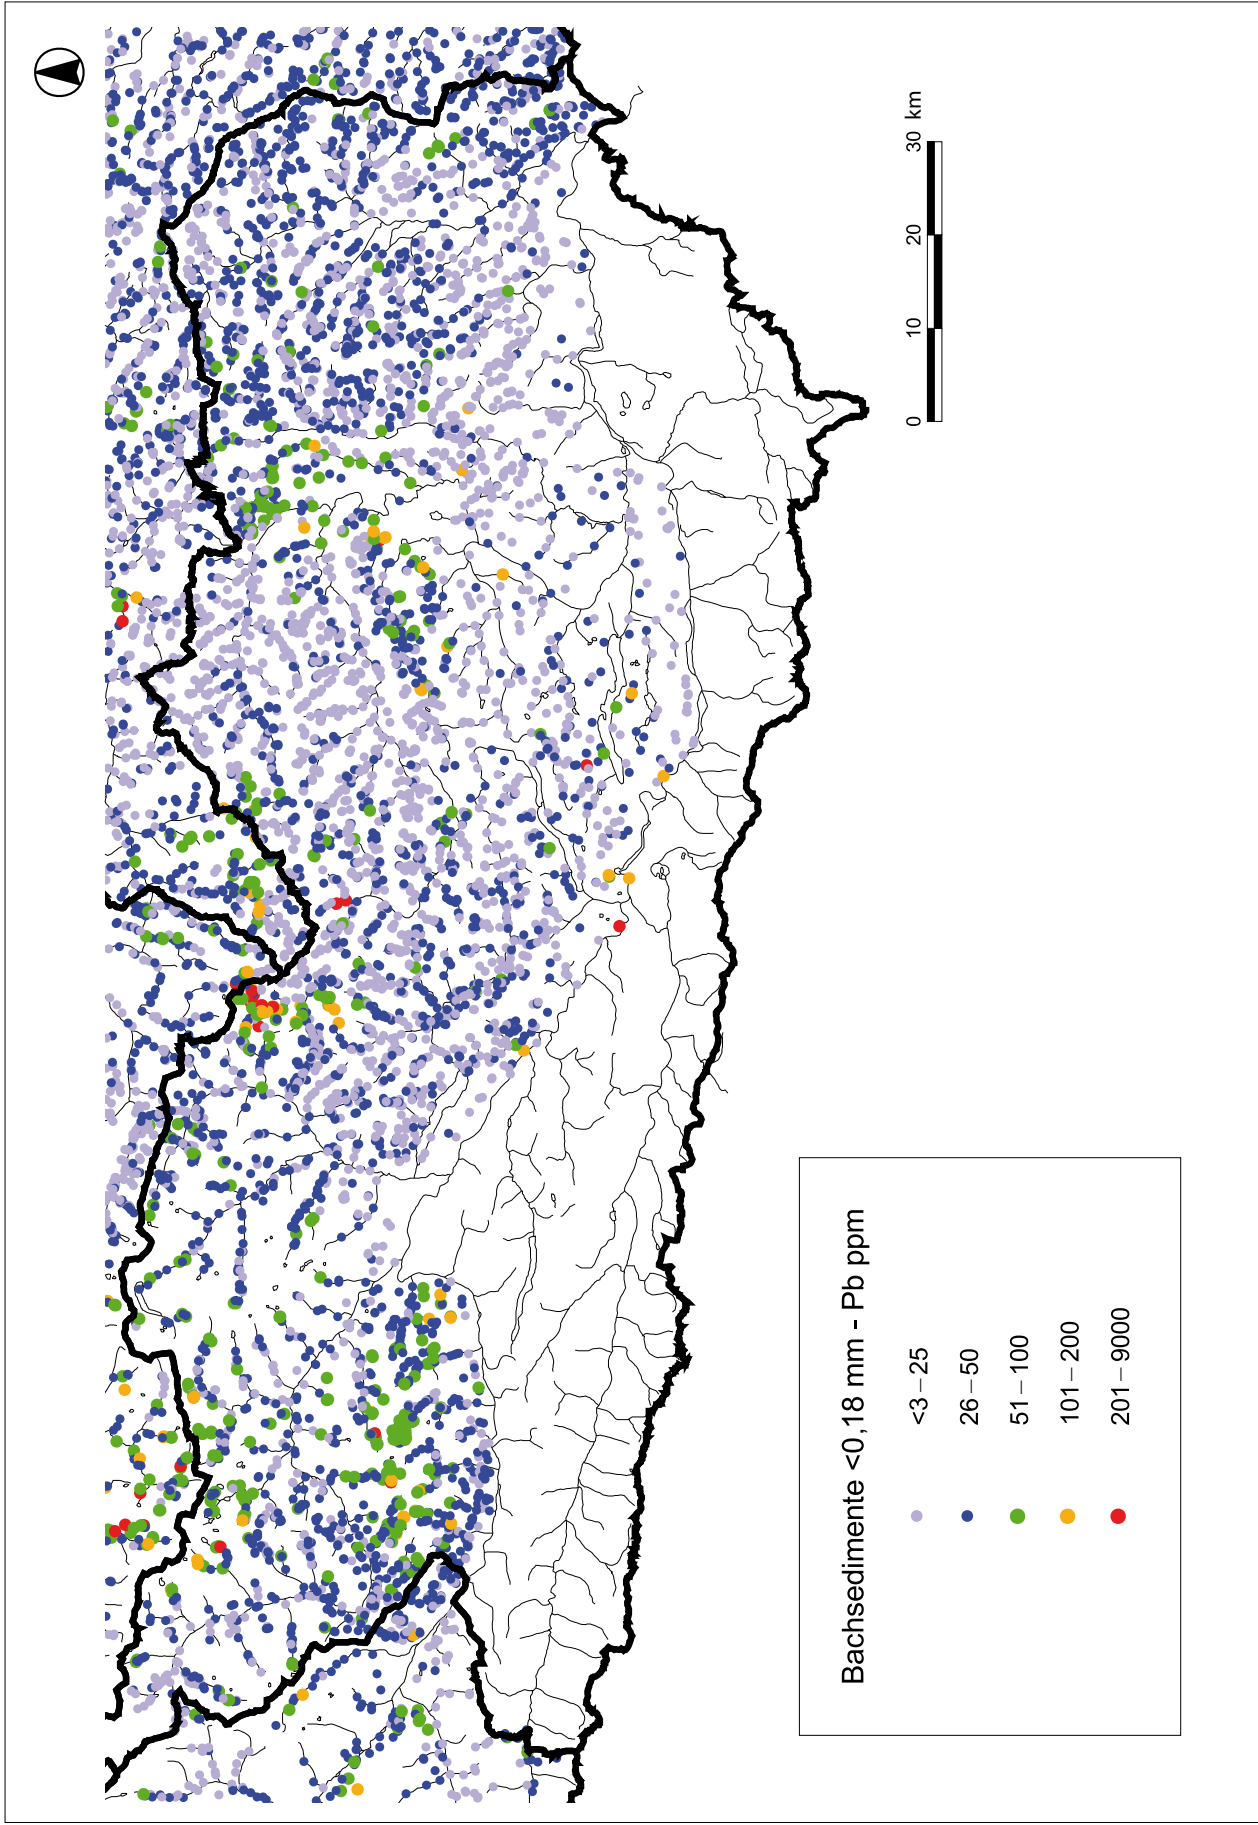 0 10 20 30 km
Bachsedimente <0,18 mm - Pb ppm
<3 – 25
26 – 50
51 – 100
101 – 200
201 – 9000